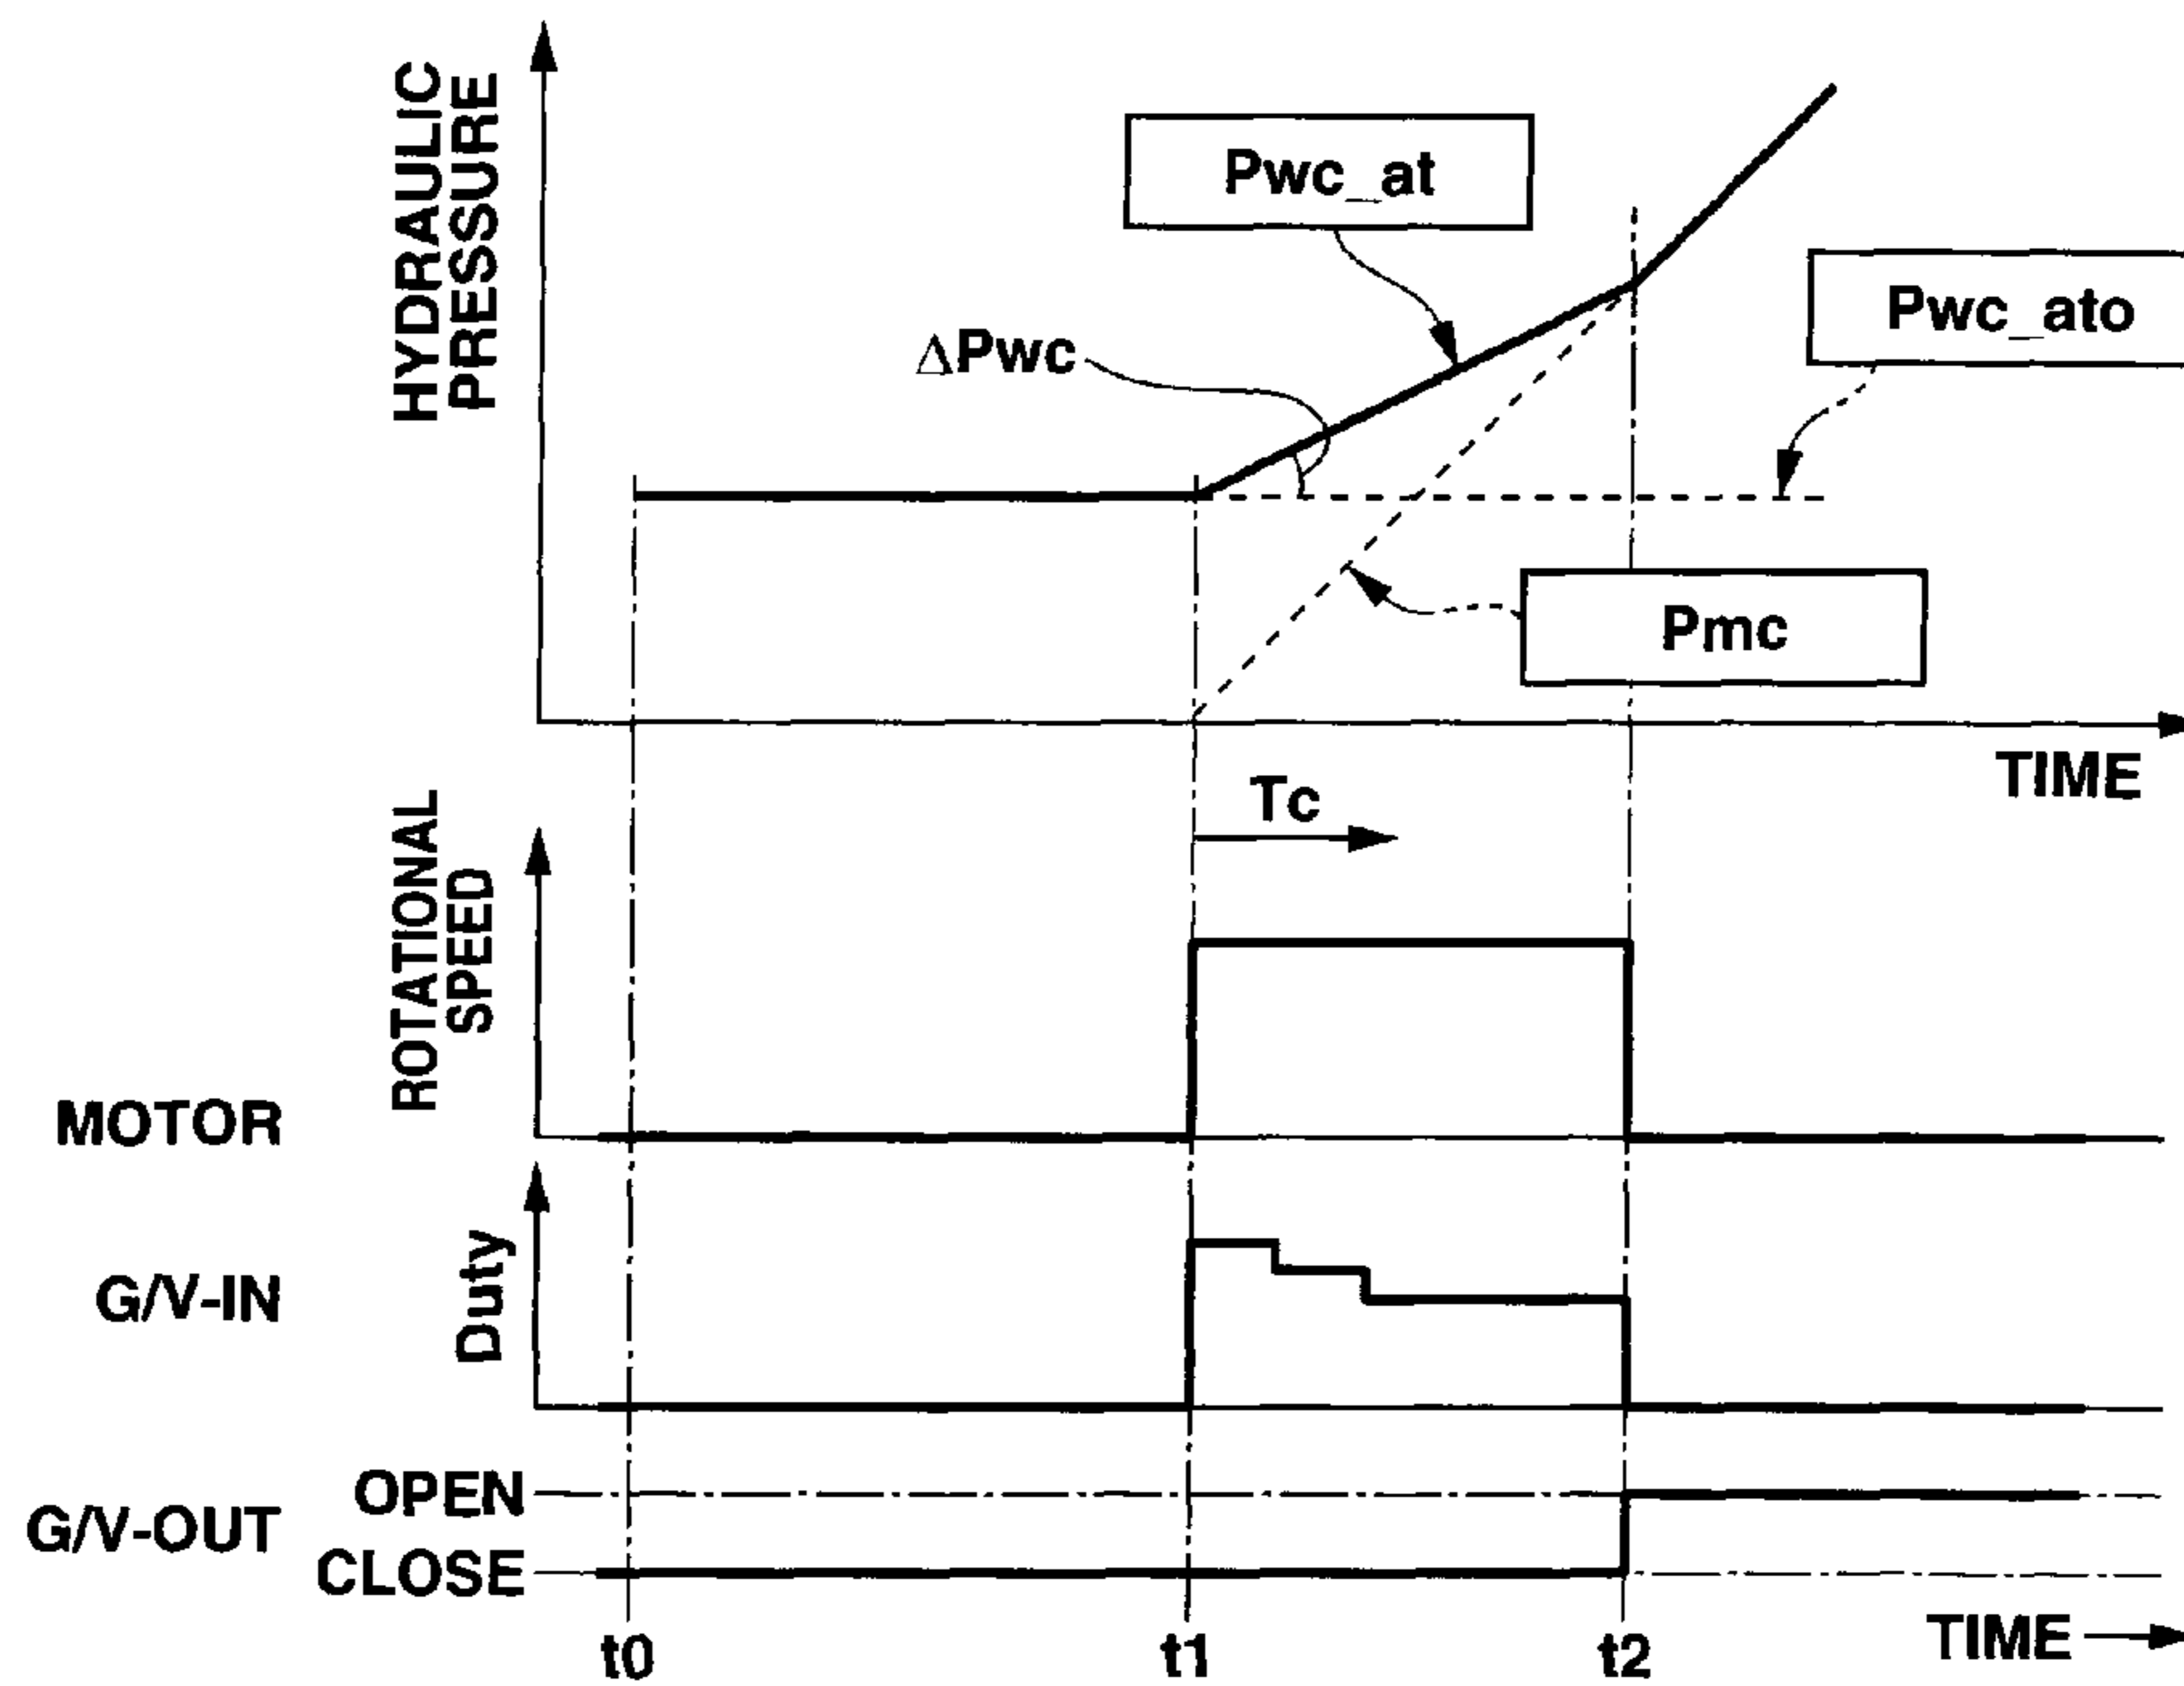 HYDRAULIC
PRESSURE
Pwc_at
Pwc_ato
ΔPwc
Pmc
TIME
Tc
ROTATIONAL
SPEED
MOTOR
Duty
G/V-IN
OPEN
G/V-OUT
CLOSE
TIME
t0
t1
t2